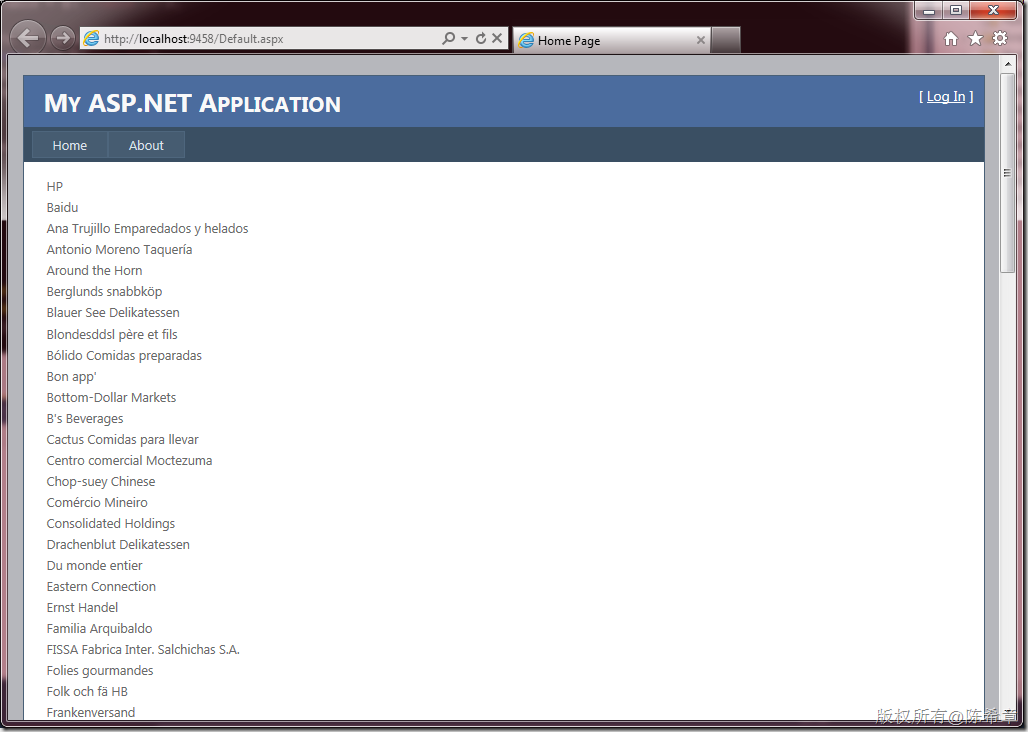 http://localhost:9458/Default.aspx
Home Page
My ASP.NET Application
[ Log In ]
Home
About
HP
Baidu
Ana Trujillo Emparedados y helados
Antonio Moreno Taquería
Around the Horn
Berglunds snabbköp
Blauer See Delikatessen
Blondesddsl père et fils
Bólido Comidas preparadas
Bon app'
Bottom-Dollar Markets
B's Beverages
Cactus Comidas para llevar
Centro comercial Moctezuma
Chop-suey Chinese
Comércio Mineiro
Consolidated Holdings
Drachenblut Delikatessen
Du monde entier
Eastern Connection
Ernst Handel
Familia Arquibaldo
FISSA Fabrica Inter. Salchichas S.A.
Folies gourmandes
Folk och fä HB
Frankenversand
版权所有@陈希章